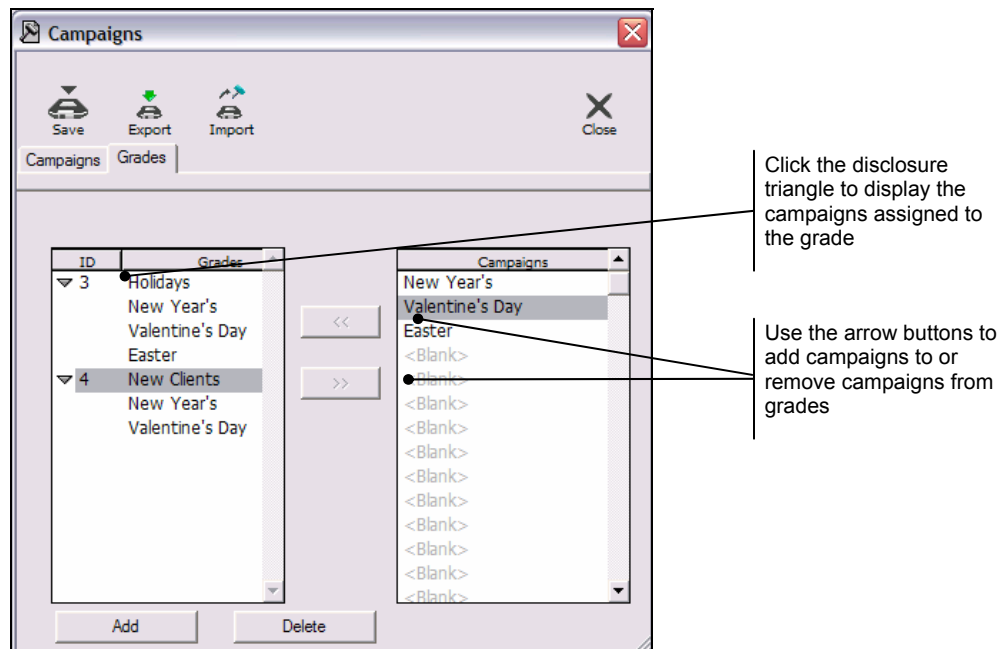 Campaigns
Save Export Import Close
Campaigns Grades
ID Grades
3 Holidays
New Year's
Valentine's Day
Easter
4 New Clients
New Year's
Valentine's Day
<<
>>
Campaigns
New Year's
Valentine's Day
Easter
<Blank>
<Blank>
<Blank>
<Blank>
<Blank>
<Blank>
<Blank>
<Blank>
<Blank>
<Blank>
<Blank>
Add Delete
Click the disclosure
triangle to display the
campaigns assigned to
the grade
Use the arrow buttons to
add campaigns to or
remove campaigns from
grades